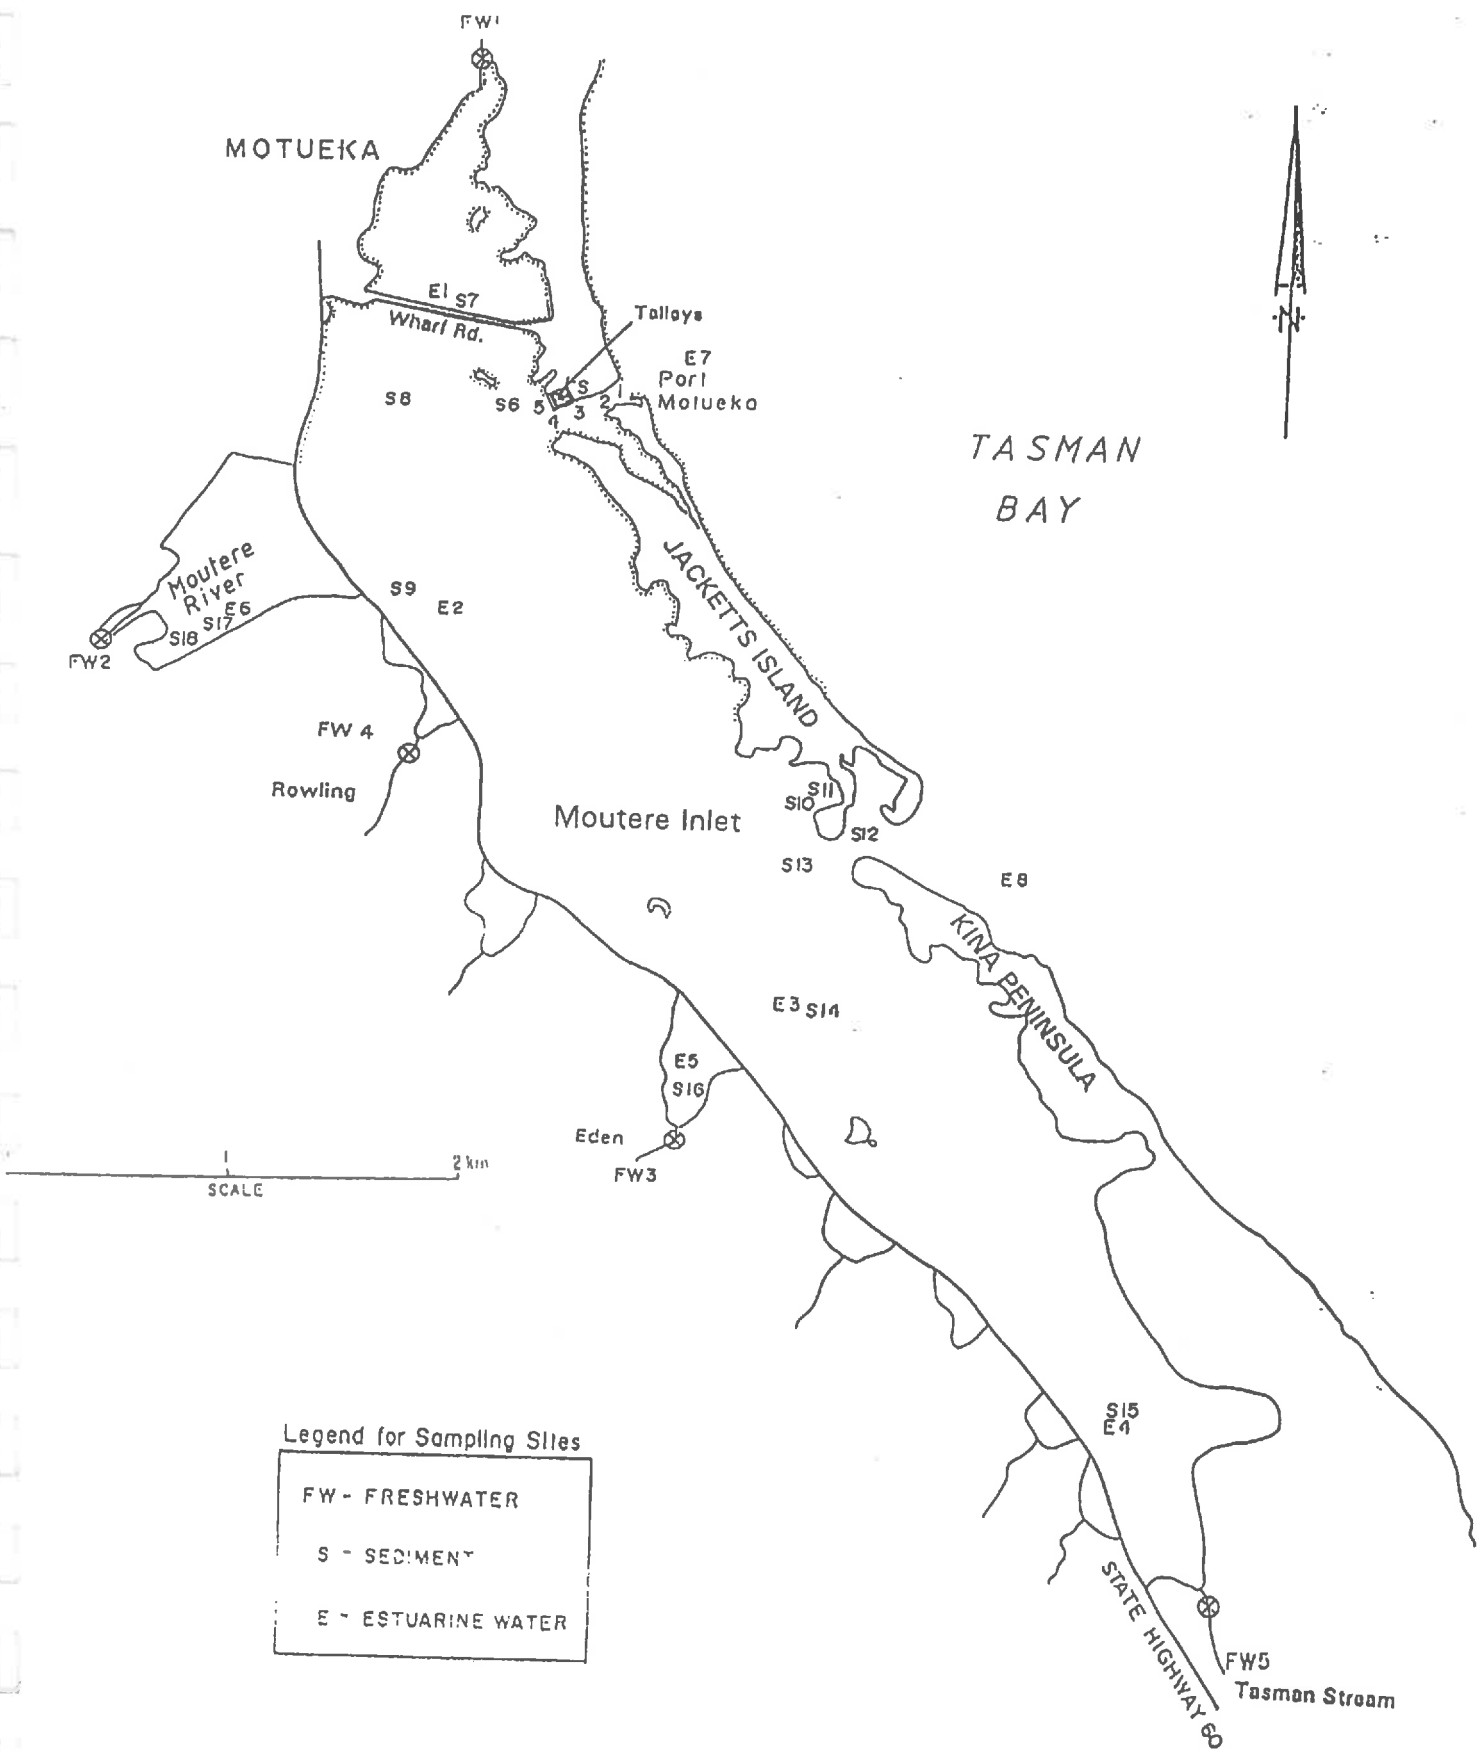 FW1
MOTUEKA
E1 S7
Wharf Rd.
Talleys
E7
Port
Motueka
S
S8
S6
5
4
3
2
1
TASMAN
BAY
N
Moutere
River
E6
S17
S18
FW2
S9
E2
JACKETTS ISLAND
FW 4
Rowling
Moutere Inlet
S11
S10
S12
S13
E8
KINA PENINSULA
E3 S14
E5
S16
Eden
FW3
1
2 km
SCALE
S15
E4
Legend for Sampling Sites
FW - FRESHWATER
S - SEDIMENT
E - ESTUARINE WATER
STATE HIGHWAY 60
FW5
Tasman Stream